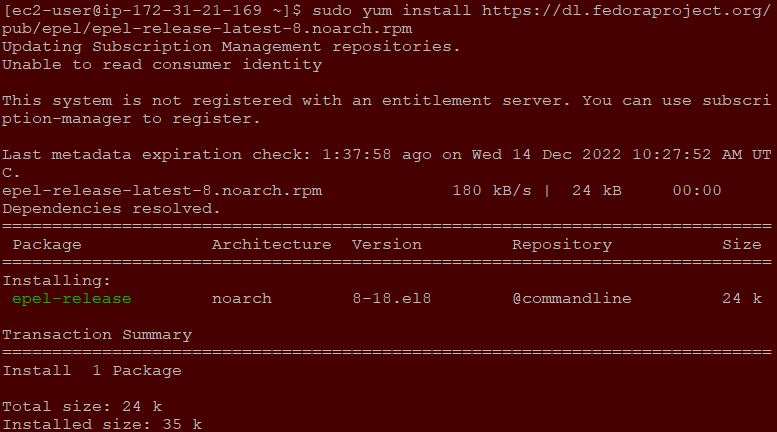 [ec2-user@ip-172-31-21-169 ~]$ sudo yum install https://dl.fedoraproject.org/
pub/epel/epel-release-latest-8.noarch.rpm
Updating Subscription Management repositories.
Unable to read consumer identity

This system is not registered with an entitlement server. You can use subscri
ption-manager to register.

Last metadata expiration check: 1:37:58 ago on Wed 14 Dec 2022 10:27:52 AM UT
C.
epel-release-latest-8.noarch.rpm             180 kB/s |  24 kB     00:00
Dependencies resolved.
=============================================================================
 Package             Architecture  Version         Repository           Size
=============================================================================
Installing:
 epel-release        noarch        8-18.el8        @commandline         24 k

Transaction Summary
=============================================================================
Install  1 Package

Total size: 24 k
Installed size: 35 k